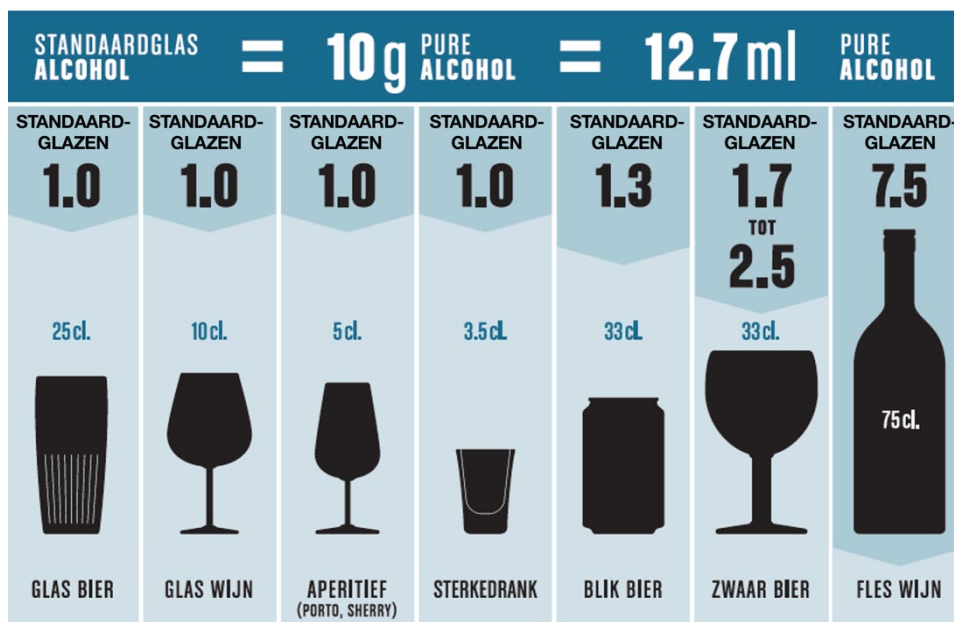 STANDAARDGLAS
ALCOHOL
=
10g
PURE
ALCOHOL
=
12.7ml
PURE
ALCOHOL
STANDAARD-
GLAZEN
1.0
25cl.
GLAS BIER
STANDAARD-
GLAZEN
1.0
10cl.
GLAS WIJN
STANDAARD-
GLAZEN
1.0
5cl.
APERITIEF
(PORTO, SHERRY)
STANDAARD-
GLAZEN
1.0
3.5cl.
STERKEDRANK
STANDAARD-
GLAZEN
1.3
33cl.
BLIK BIER
STANDAARD-
GLAZEN
1.7
TOT
2.5
33cl.
ZWAAR BIER
STANDAARD-
GLAZEN
7.5
75cl.
FLES WIJN